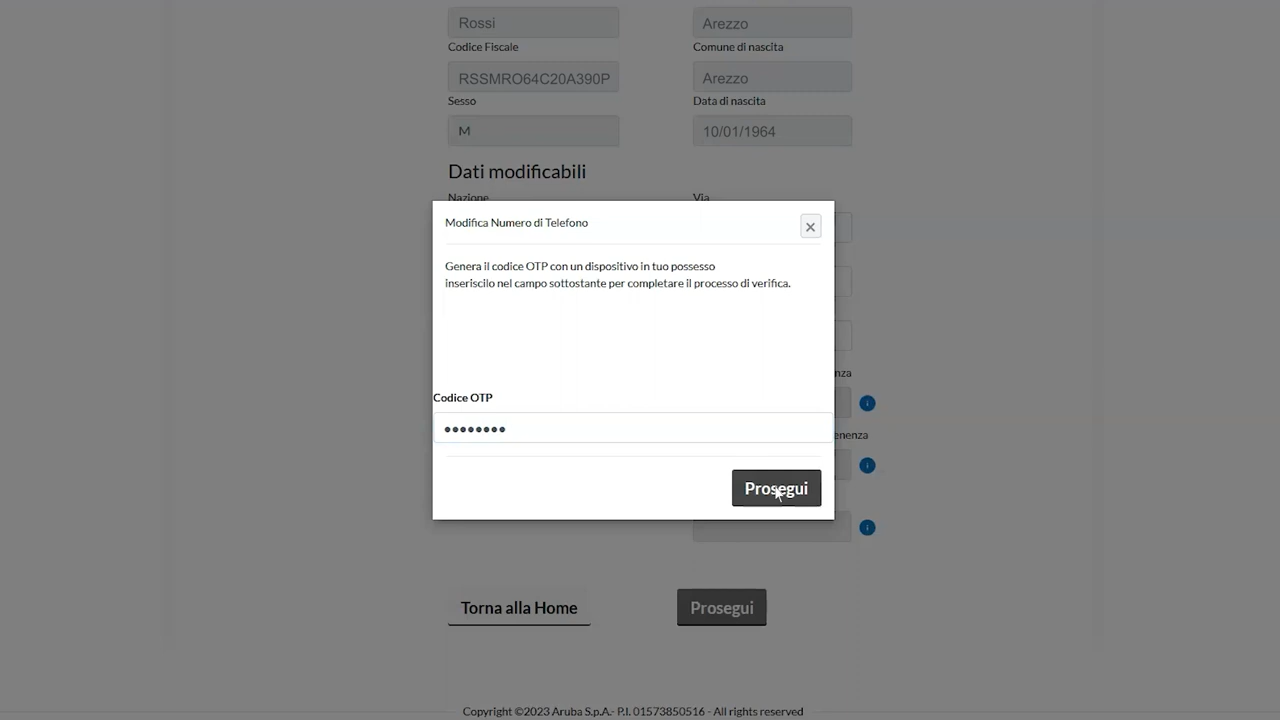 Rossi
Arezzo
Codice Fiscale
Comune di nascita
RSSMRO64C20A390P
Arezzo
Sesso
Data di nascita
M
10/01/1964
Dati modificabili
Nazione
Via
Modifica Numero di Telefono
×
Genera il codice OTP con un dispositivo in tuo possesso
inseriscilo nel campo sottostante per completare il processo di verifica.
nza
Codice OTP
enenza
••••••••
Prosegui
Torna alla Home
Prosegui
Copyright ©2023 Aruba S.p.A.- P.I. 01573850516 - All rights reserved